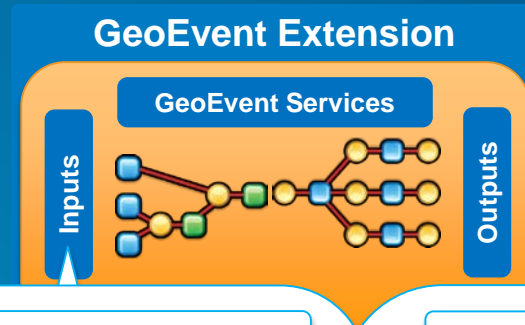 GeoEvent Extension
GeoEvent Services
Inputs
Outputs